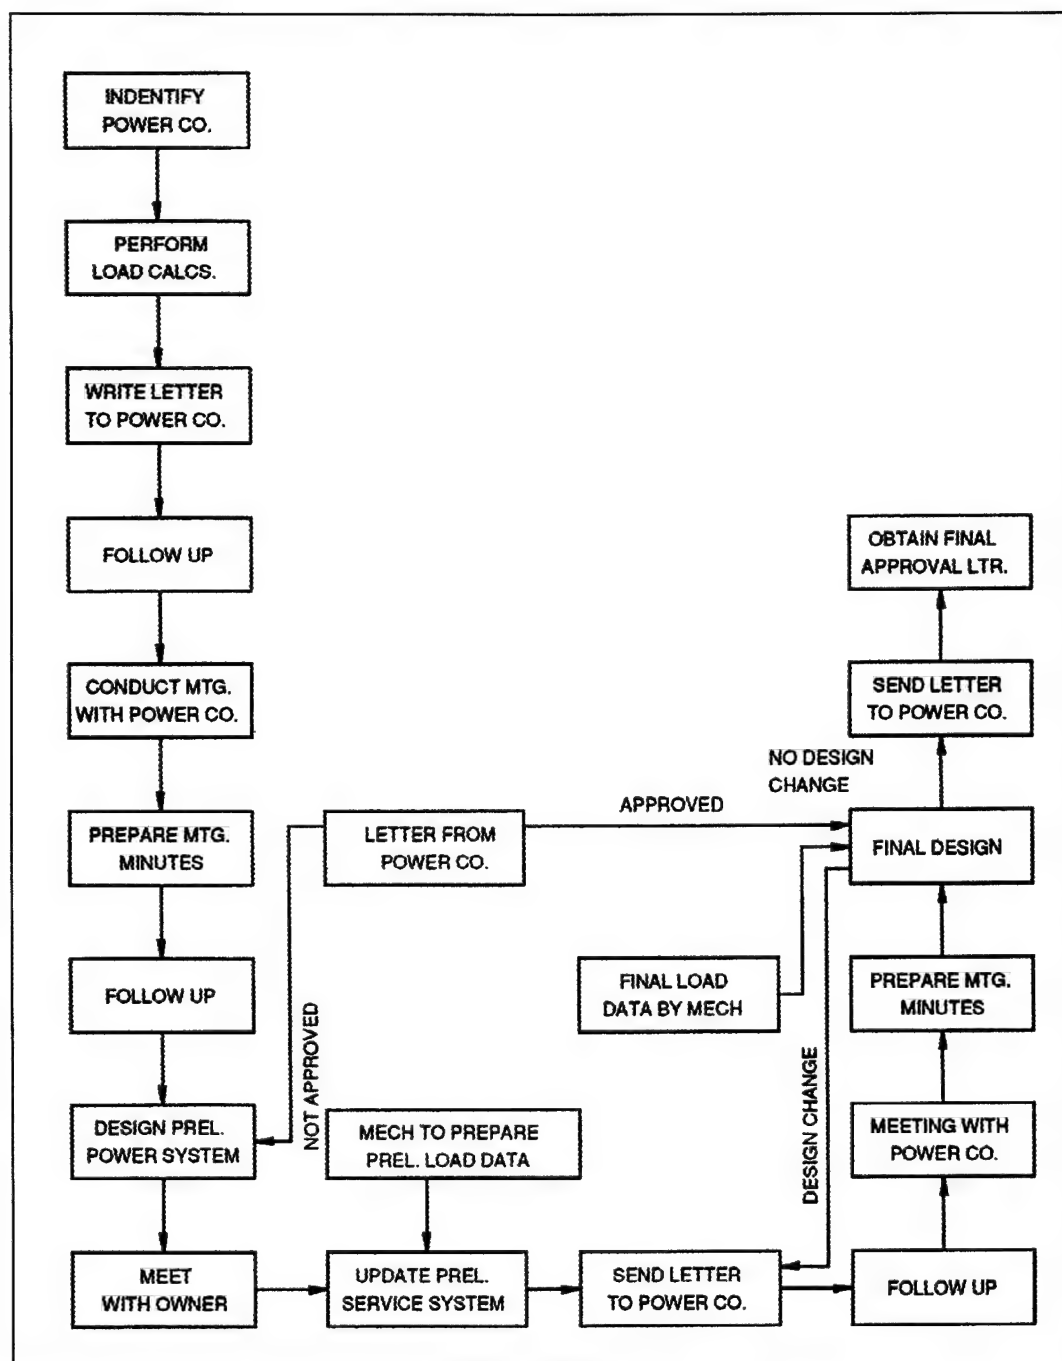 INDENTIFY
POWER CO.
PERFORM
LOAD CALCS.
WRITE LETTER
TO POWER CO.
FOLLOW UP
CONDUCT MTG.
WITH POWER CO.
PREPARE MTG.
MINUTES
FOLLOW UP
DESIGN PREL.
POWER SYSTEM
MEET
WITH OWNER
LETTER FROM
POWER CO.
NOT APPROVED
APPROVED
MECH TO PREPARE
PREL. LOAD DATA
UPDATE PREL.
SERVICE SYSTEM
FINAL LOAD
DATA BY MECH
SEND LETTER
TO POWER CO.
DESIGN CHANGE
OBTAIN FINAL
APPROVAL LTR.
SEND LETTER
TO POWER CO.
NO DESIGN
CHANGE
FINAL DESIGN
PREPARE MTG.
MINUTES
MEETING WITH
POWER CO.
FOLLOW UP